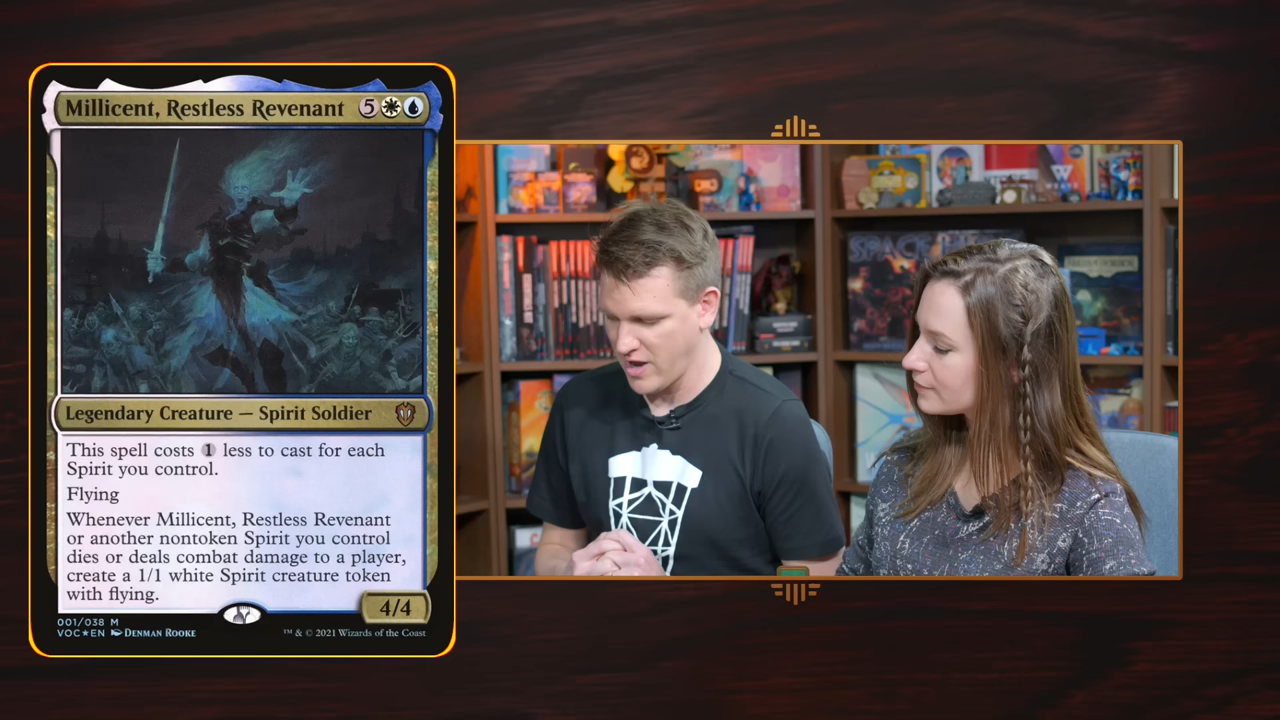 Millicent, Restless Revenant 5
Legendary Creature — Spirit Soldier
This spell costs 1 less to cast for each
Spirit you control.
Flying
Whenever Millicent, Restless Revenant
or another nontoken Spirit you control
dies or deals combat damage to a player,
create a 1/1 white Spirit creature token
with flying.
4/4
001/038 M
VOC★EN DENMAN ROOKE
™ & © 2021 Wizards of the Coast
SPACE